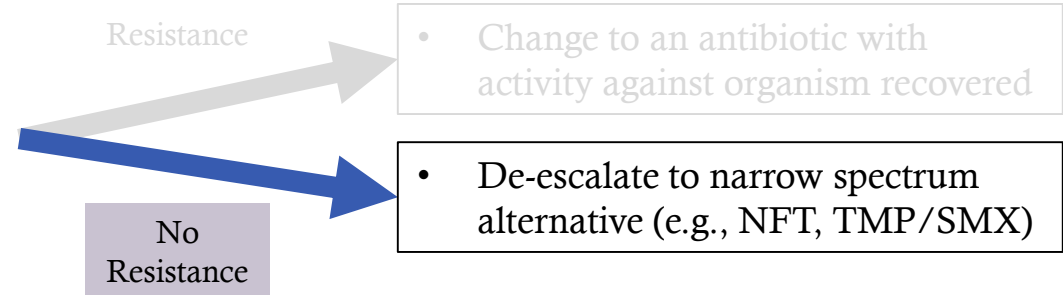 Resistance
• Change to an antibiotic with
activity against organism recovered
• De-escalate to narrow spectrum
alternative (e.g., NFT, TMP/SMX)
No
Resistance